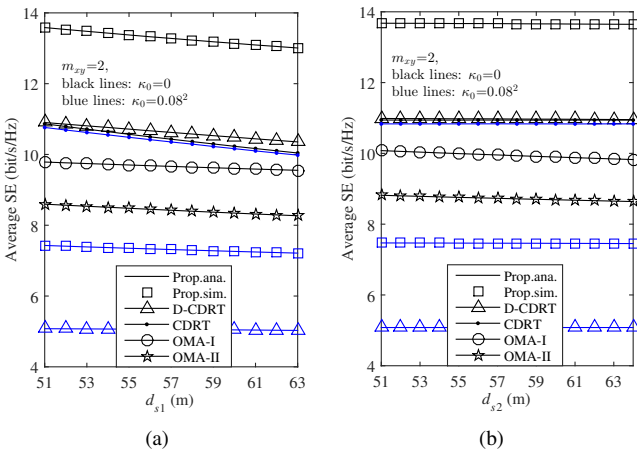 14
12
10
8
6
4
Average SE (bit/s/Hz)
m_xy=2,
black lines: κ_0=0
blue lines: κ_0=0.08^2
Prop.ana.
Prop.sim.
D-CDRT
CDRT
OMA-I
OMA-II
51 53 55 57 59 61 63
d_s1 (m)
(a)
14
12
10
8
6
4
Average SE (bit/s/Hz)
m_xy=2,
black lines: κ_0=0
blue lines: κ_0=0.08^2
Prop.ana.
Prop.sim.
D-CDRT
CDRT
OMA-I
OMA-II
51 53 55 57 59 61 63
d_s2 (m)
(b)